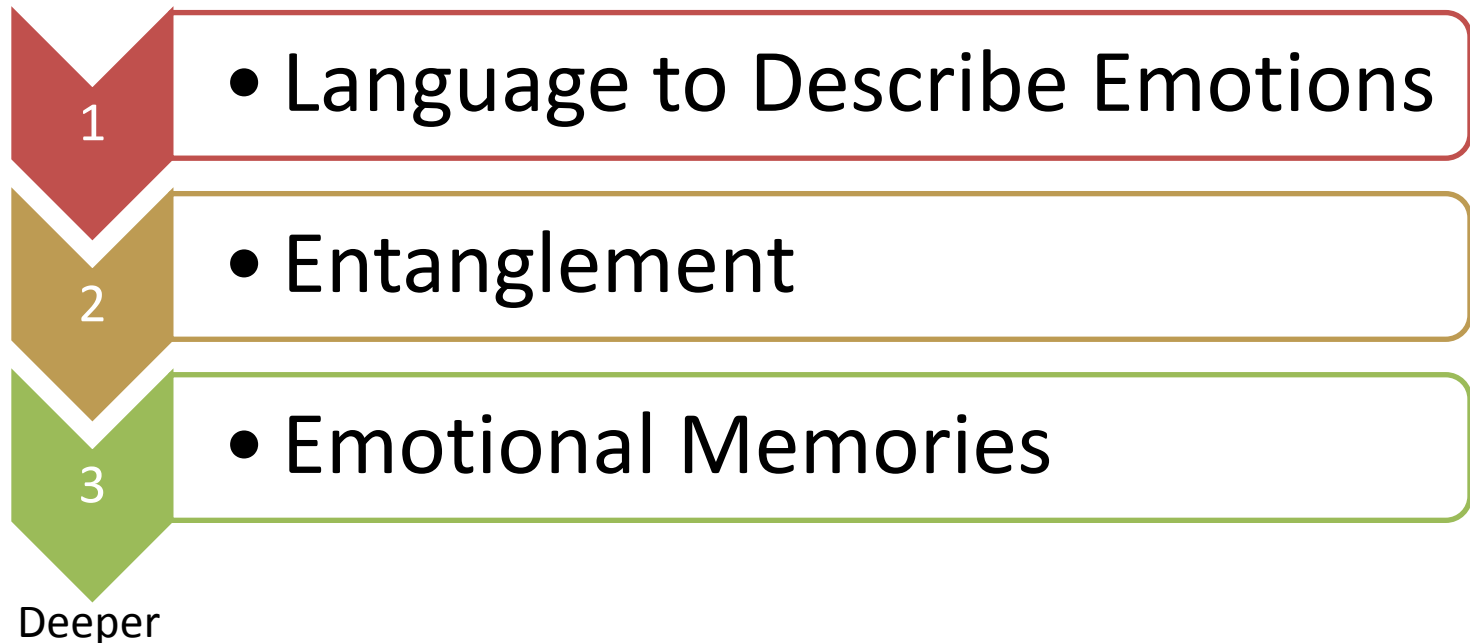 1
• Language to Describe Emotions
2
• Entanglement
3
• Emotional Memories
Deeper